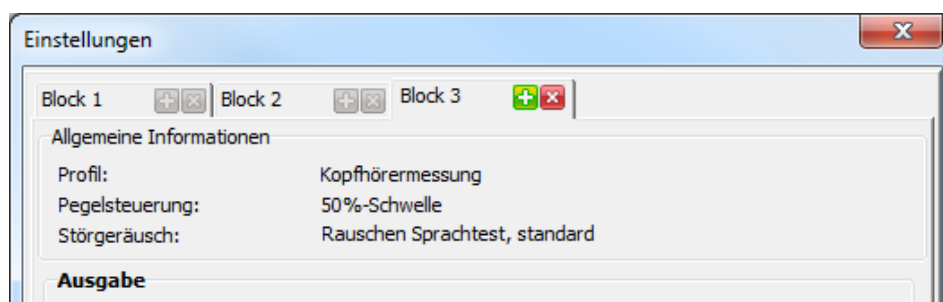 Einstellungen
Block 1 Block 2 Block 3
Allgemeine Informationen
Profil: Kopfhörermessung
Pegelsteuerung: 50%-Schwelle
Störgeräusch: Rauschen Sprachtest, standard
Ausgabe